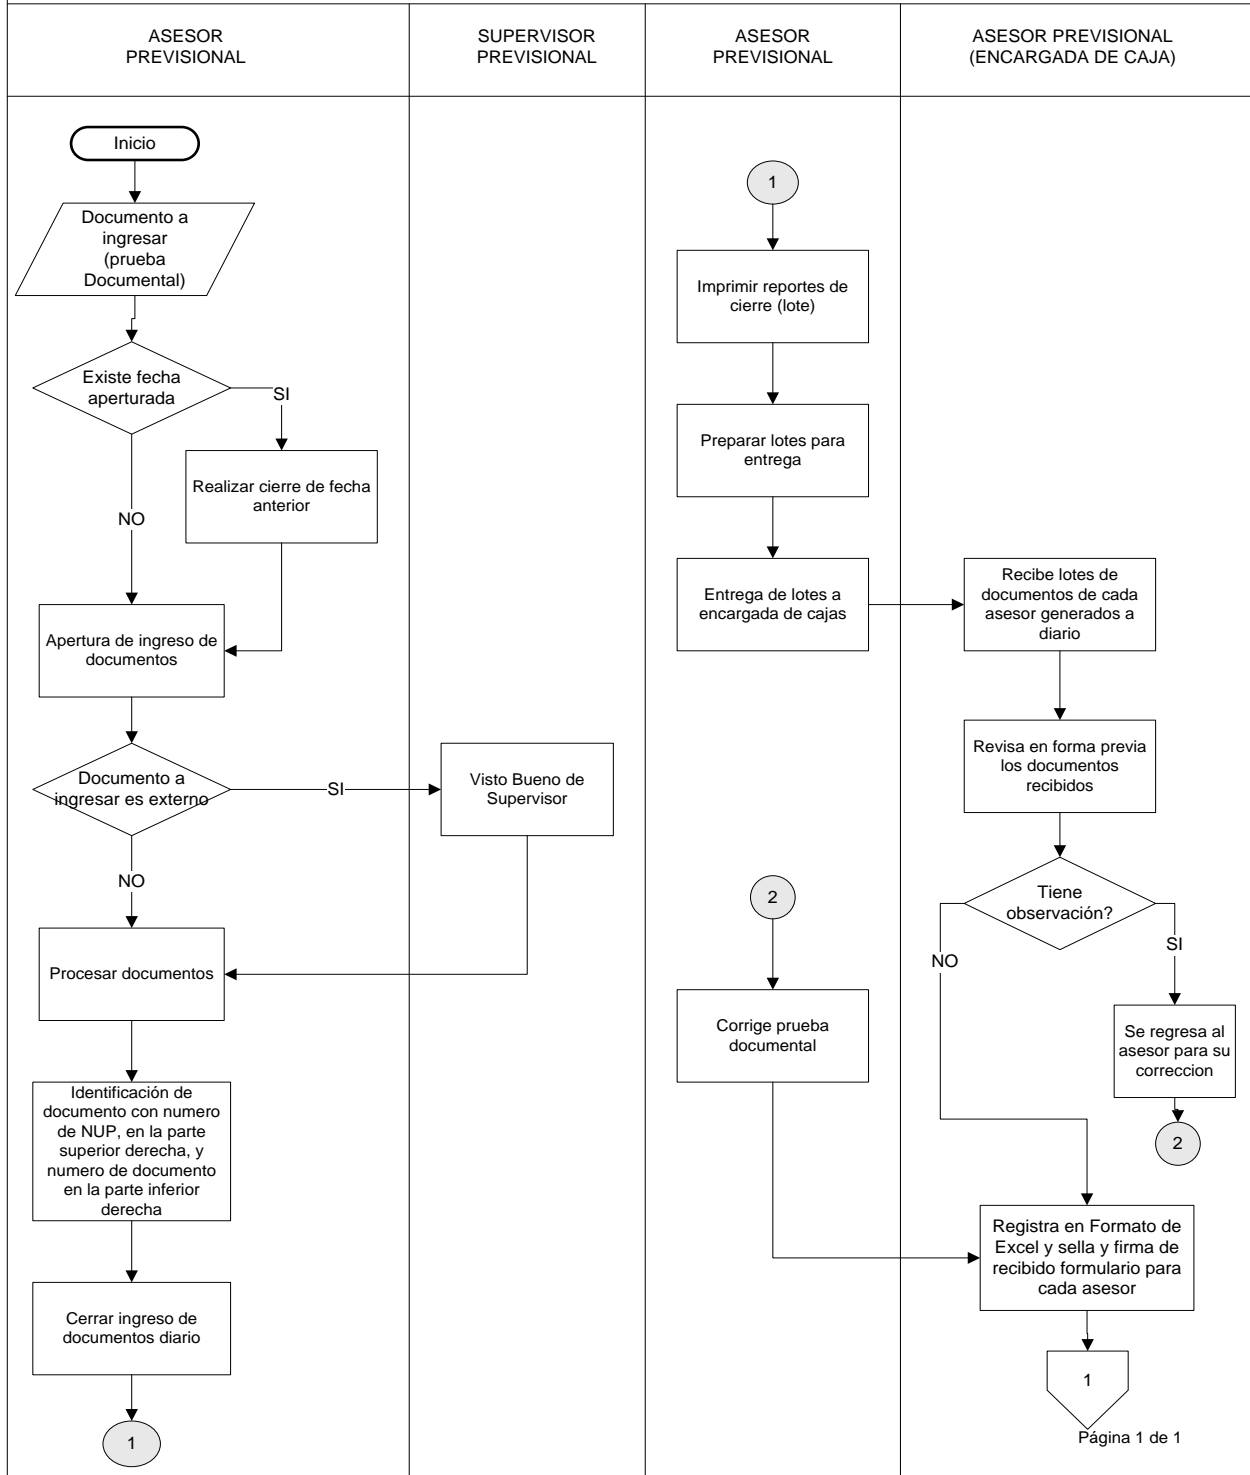 ASESOR
PREVISIONAL
SUPERVISOR
PREVISIONAL
ASESOR
PREVISIONAL
ASESOR PREVISIONAL
(ENCARGADA DE CAJA)
Inicio
Documento a
ingresar
(prueba
Documental)
Existe fecha
aperturada
SI
Realizar cierre de fecha
anterior
NO
Apertura de ingreso de
documentos
Documento a
ingresar es externo
SI
Visto Bueno de
Supervisor
NO
Procesar documentos
Identificación de
documento con numero
de NUP, en la parte
superior derecha, y
numero de documento
en la parte inferior
derecha
Cerrar ingreso de
documentos diario
1
1
Imprimir reportes de
cierre (lote)
Preparar lotes para
entrega
Entrega de lotes a
encargada de cajas
2
Corrige prueba
documental
Recibe lotes de
documentos de cada
asesor generados a
diario
Revisa en forma previa
los documentos
recibidos
Tiene
observación?
SI
NO
Se regresa al
asesor para su
correccion
2
Registra en Formato de
Excel y sella y firma de
recibido formulario para
cada asesor
1
Página 1 de 1